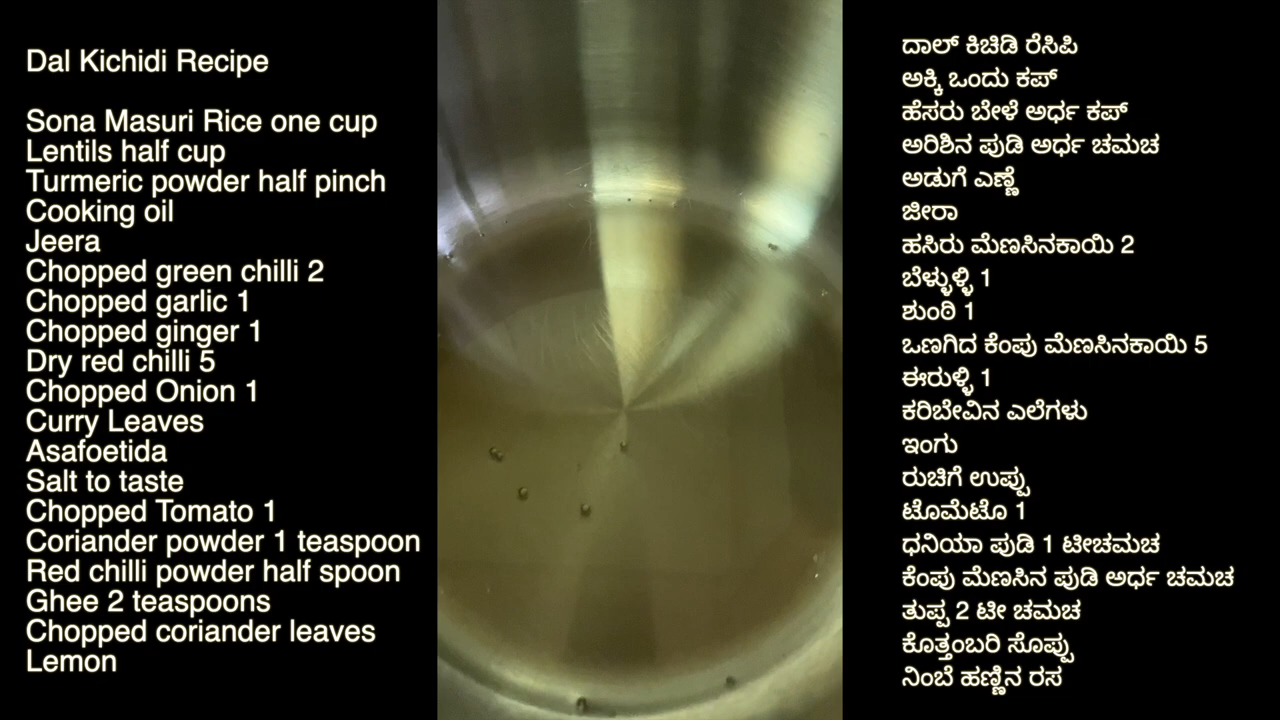 Dal Kichidi Recipe
Sona Masuri Rice one cup
Lentils half cup
Turmeric powder half pinch
Cooking oil
Jeera
Chopped green chilli 2
Chopped garlic 1
Chopped ginger 1
Dry red chilli 5
Chopped Onion 1
Curry Leaves
Asafoetida
Salt to taste
Chopped Tomato 1
Coriander powder 1 teaspoon
Red chilli powder half spoon
Ghee 2 teaspoons
Chopped coriander leaves
Lemon
ದಾಲ್ ಕಿಚಿಡಿ ರೆಸಿಪಿ
ಅಕ್ಕಿ ಒಂದು ಕಪ್
ಹೆಸರು ಬೇಳೆ ಅರ್ಧ ಕಪ್
ಅರಿಶಿನ ಪುಡಿ ಅರ್ಧ ಚಮಚ
ಅಡುಗೆ ಎಣ್ಣೆ
ಜೀರಾ
ಹಸಿರು ಮೆಣಸಿನಕಾಯಿ 2
ಬೆಳ್ಳುಳ್ಳಿ 1
ಶುಂಠಿ 1
ಒಣಗಿದ ಕೆಂಪು ಮೆಣಸಿನಕಾಯಿ 5
ಈರುಳ್ಳಿ 1
ಕರಿಬೇವಿನ ಎಲೆಗಳು
ಇಂಗು
ರುಚಿಗೆ ಉಪ್ಪು
ಟೊಮೆಟೊ 1
ಧನಿಯಾ ಪುಡಿ 1 ಟೀಚಮಚ
ಕೆಂಪು ಮೆಣಸಿನ ಪುಡಿ ಅರ್ಧ ಚಮಚ
ತುಪ್ಪ 2 ಟೀ ಚಮಚ
ಕೊತ್ತಂಬರಿ ಸೊಪ್ಪು
ನಿಂಬೆ ಹಣ್ಣಿನ ರಸ